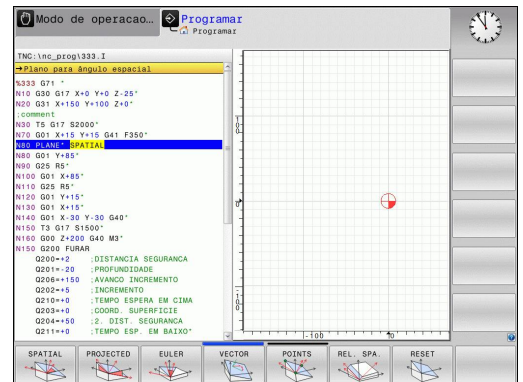 Modo de operacao...
Programar
Programar
TNC:\nc_prog\333.I
→Plano para ângulo espacial
%333 G71 *
N10 G30 G17 X+0 Y+0 Z-25*
N20 G31 X+150 Y+100 Z+0*
;comment
N30 T5 G17 S2000*
N70 G01 X+15 Y+15 G41 F350*
N80 PLANE* SPATIAL
N80 G01 Y+85*
N90 G25 R5*
N100 G01 X+85*
N110 G25 R5*
N120 G01 Y+15*
N130 G01 X+15*
N140 G01 X-30 Y-30 G40*
N150 T3 G17 S1500*
N160 G00 Z+200 G40 M3*
N150 G200 FURAR
Q200=+2 ;DISTANCIA SEGURANCA
Q201=-20 ;PROFUNDIDADE
Q206=+150 ;AVANCO INCREMENTO
Q202=+5 ;INCREMENTO
Q210=+0 ;TEMPO ESPERA EM CIMA
Q203=+0 ;COORD. SUPERFICIE
Q204=+50 ;2. DIST. SEGURANCA
Q211=+0 ;TEMPO ESP. EM BAIXO*
-100
SPATIAL
PROJECTED
EULER
VECTOR
POINTS
REL. SPA.
RESET